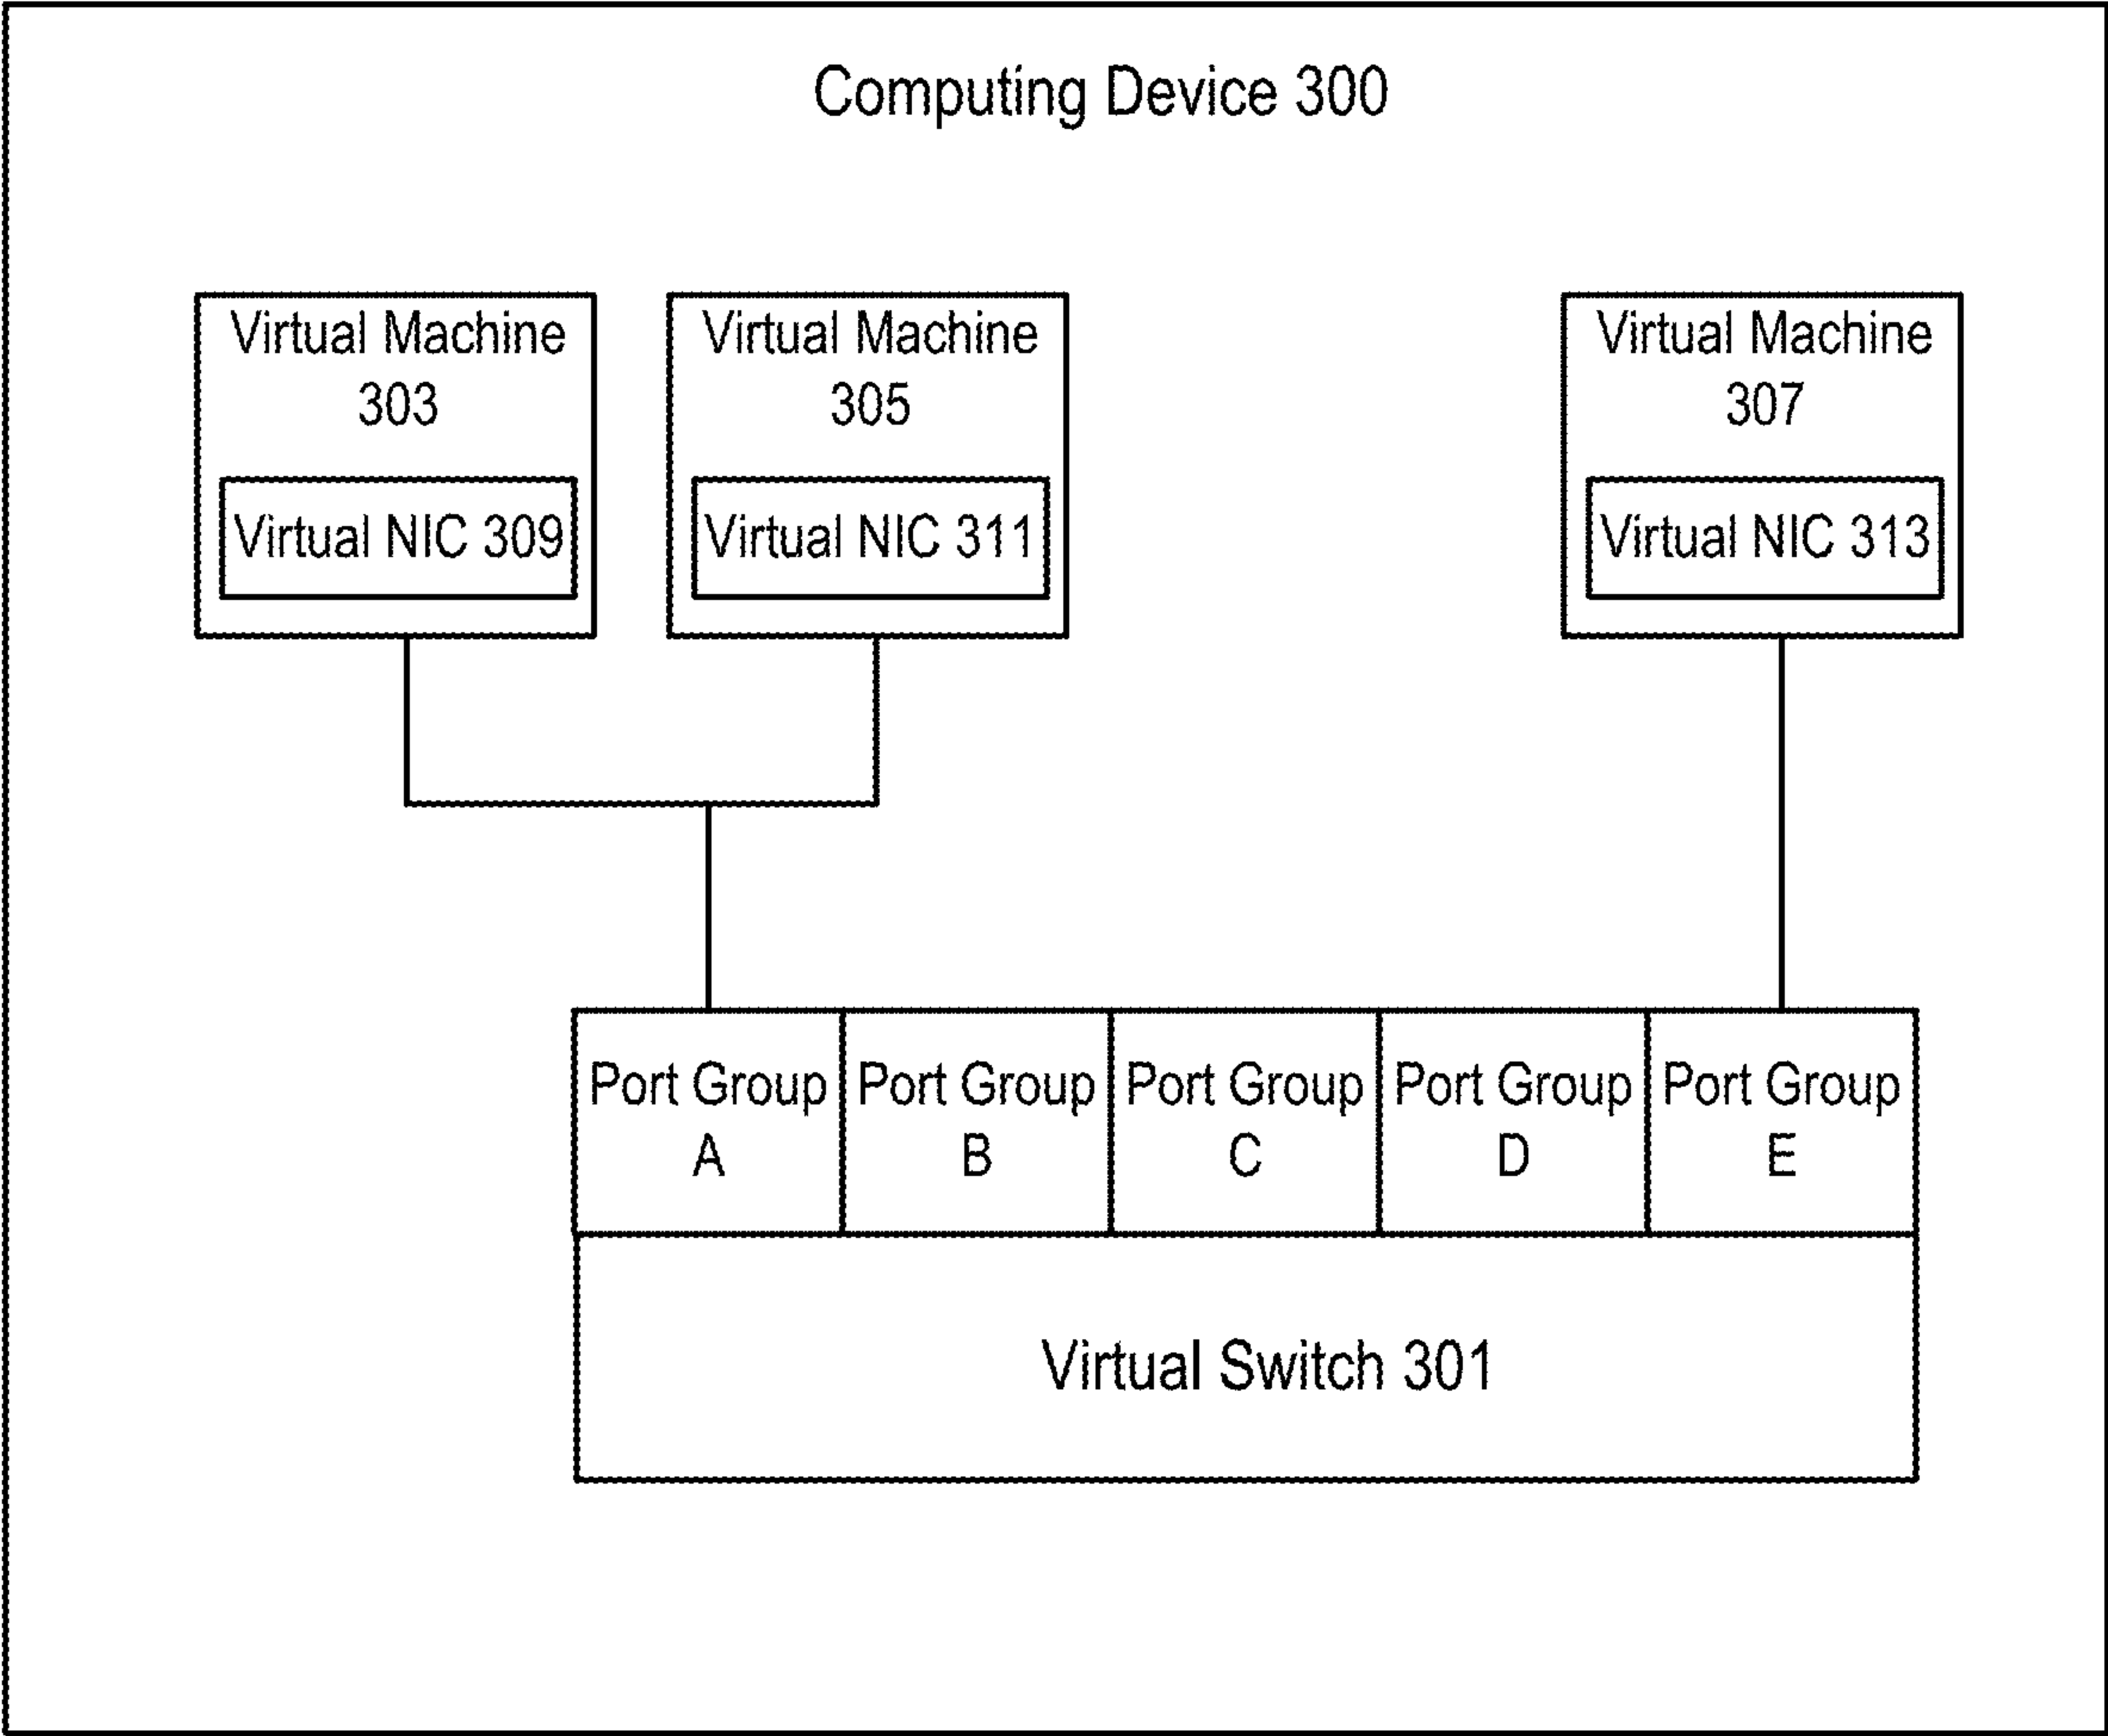 Computing Device 300
Virtual Machine
303
Virtual NIC 309
Virtual Machine
305
Virtual NIC 311
Virtual Machine
307
Virtual NIC 313
Port Group
A
Port Group
B
Port Group
C
Port Group
D
Port Group
E
Virtual Switch 301